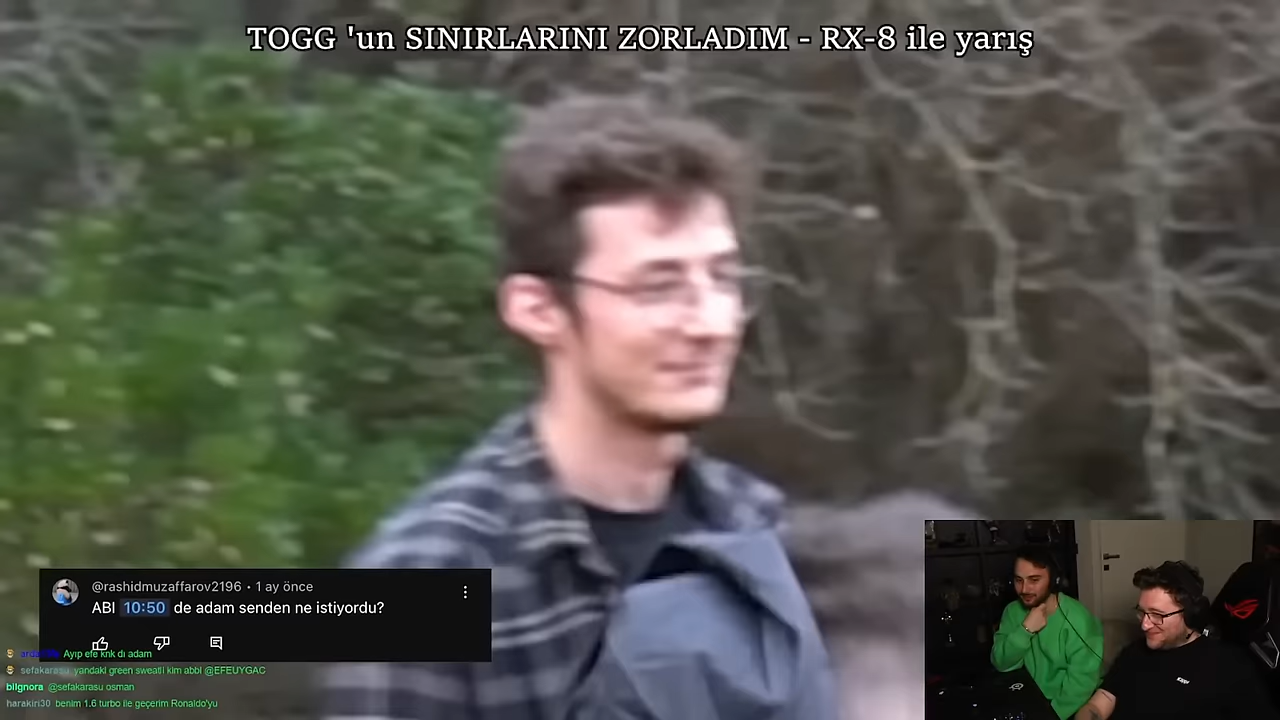 TOGG 'un SINIRLARINI ZORLADIM - RX-8 ile yarış
@rashidmuzaffarov2196 • 1 ay önce
ABI 10:50 de adam senden ne istiyordu?
Ayıp efe knk dı adam
sefakarasu yandaki green sweatli kim abbi @EFEUYGAC
bilgnora @sefakarasu osman
harakiri30 benim 1.6 turbo ile geçerim Ronaldo'yu